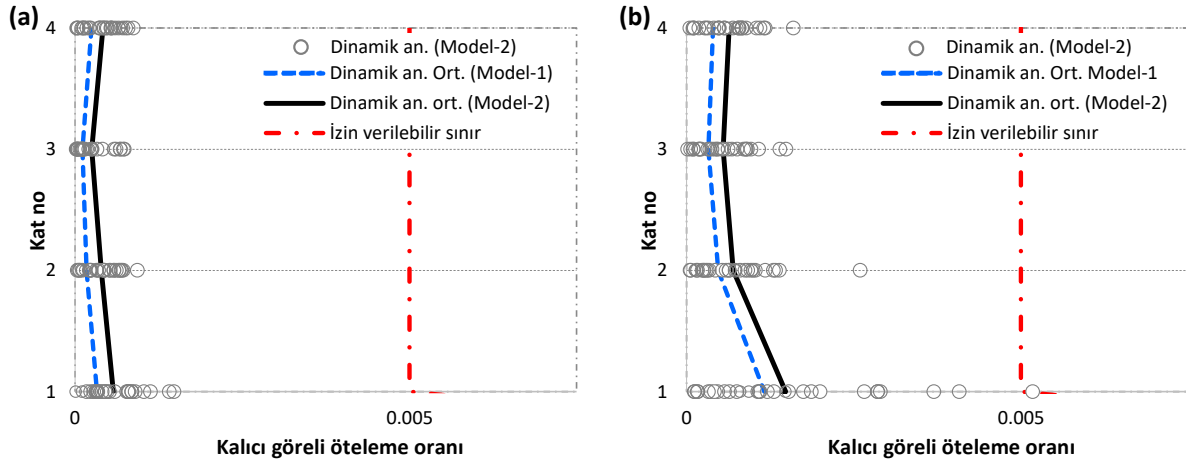 (a)
4
3
2
1
Kat no
Dinamik an. (Model-2)
Dinamik an. Ort. (Model-1)
Dinamik an. ort. (Model-2)
İzin verilebilir sınır
0
0.005
Kalıcı göreli öteleme oranı
(b)
4
3
2
1
Kat no
Dinamik an. (Model-2)
Dinamik an. Ort. Model-1
Dinamik an. ort. (Model-2)
İzin verilebilir sınır
0
0.005
Kalıcı göreli öteleme oranı